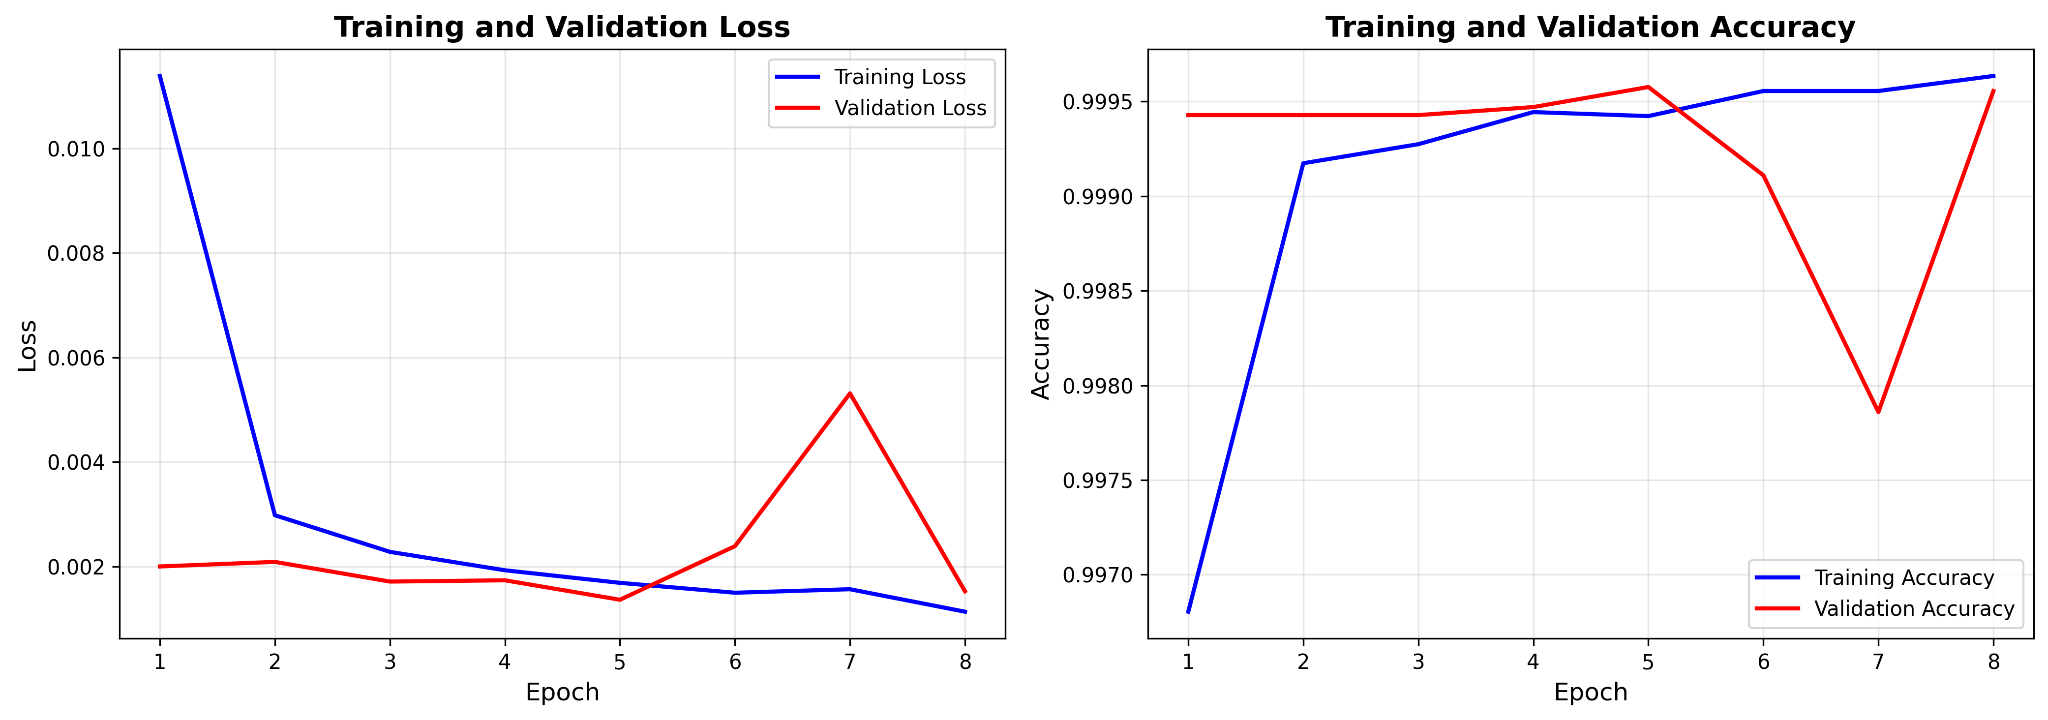 Training and Validation Loss
Training Loss
Validation Loss
0.010
0.008
0.006
0.004
0.002
Loss
1 2 3 4 5 6 7 8
Epoch
Training and Validation Accuracy
0.9995
0.9990
0.9985
0.9980
0.9975
0.9970
Accuracy
Training Accuracy
Validation Accuracy
1 2 3 4 5 6 7 8
Epoch